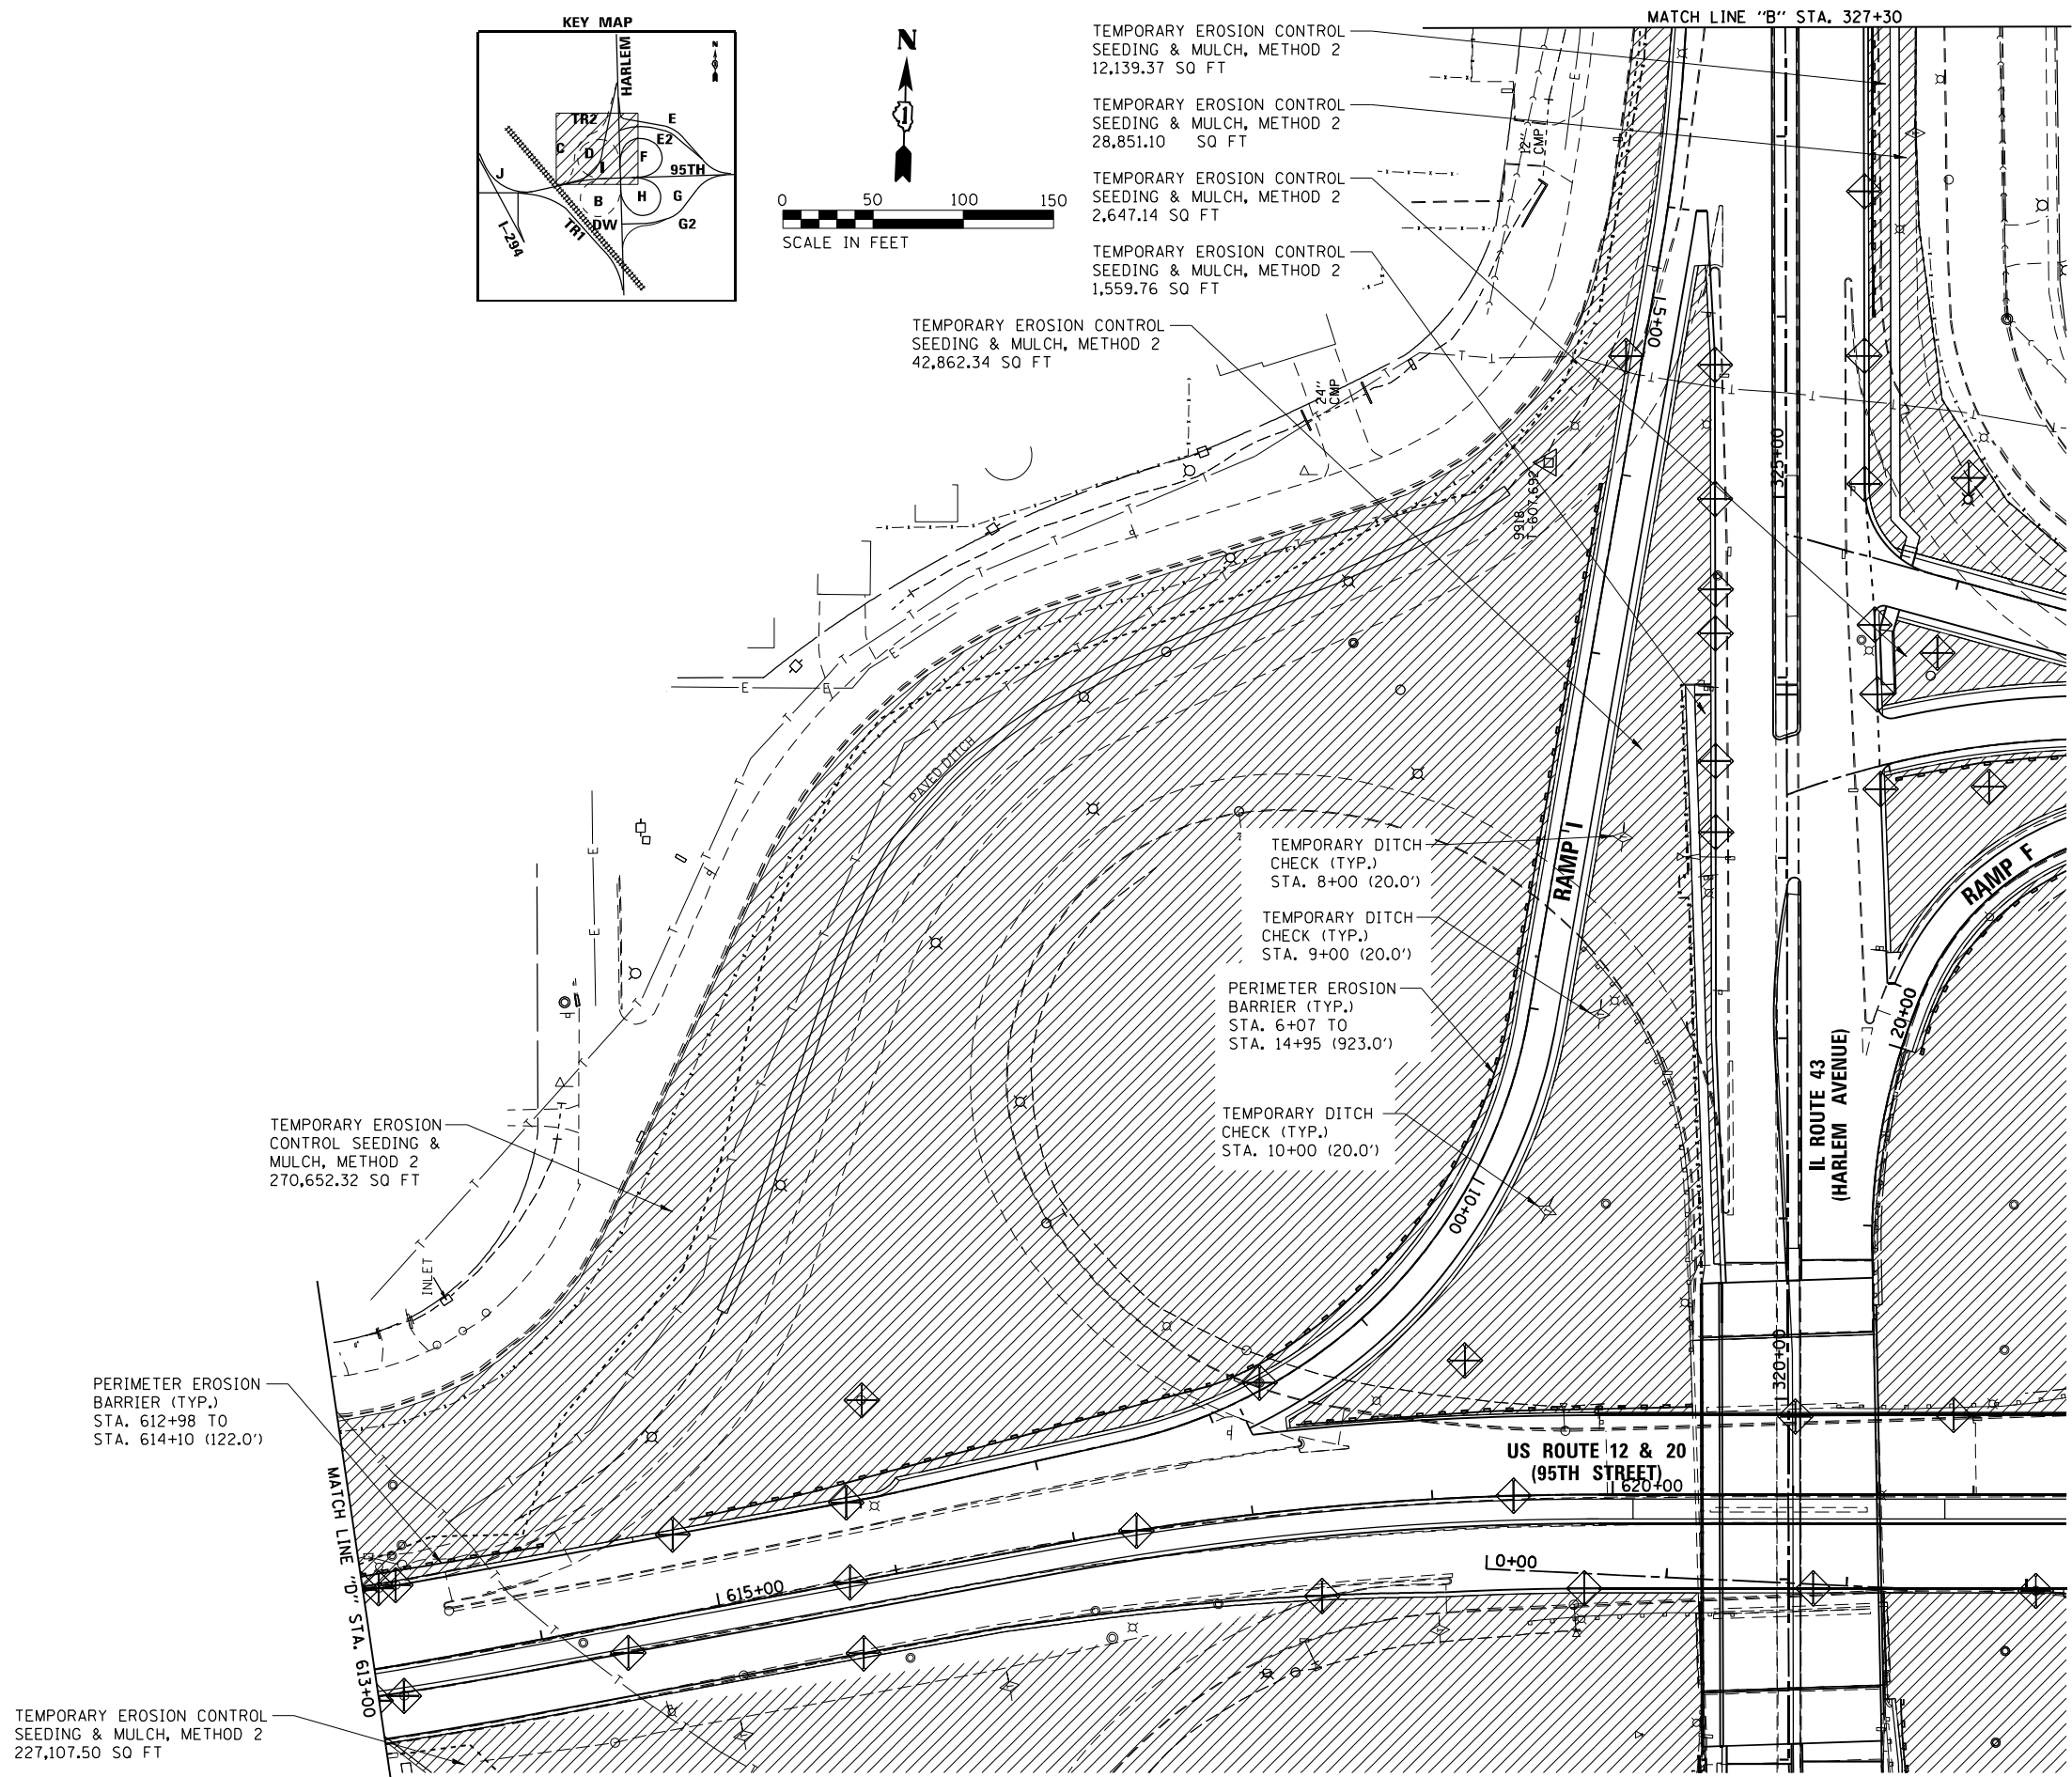 KEY MAP
HARLEM
N
TR2
E
E2
C
D
I
F
95TH
J
B
H
G
DW
G2
TR1
I-294
N
1
0 50 100 150
SCALE IN FEET
MATCH LINE "B" STA. 327+30
TEMPORARY EROSION CONTROL
SEEDING & MULCH, METHOD 2
12,139.37 SQ FT
TEMPORARY EROSION CONTROL
SEEDING & MULCH, METHOD 2
28,851.10 SQ FT
TEMPORARY EROSION CONTROL
SEEDING & MULCH, METHOD 2
2,647.14 SQ FT
TEMPORARY EROSION CONTROL
SEEDING & MULCH, METHOD 2
1,559.76 SQ FT
TEMPORARY EROSION CONTROL
SEEDING & MULCH, METHOD 2
42,862.34 SQ FT
12"
CMP
24"
CMP
5+00
325+00
9918
T-607.692
PAVED DITCH
TEMPORARY DITCH
CHECK (TYP.)
STA. 8+00 (20.0')
TEMPORARY DITCH
CHECK (TYP.)
STA. 9+00 (20.0')
PERIMETER EROSION
BARRIER (TYP.)
STA. 6+07 TO
STA. 14+95 (923.0')
TEMPORARY DITCH
CHECK (TYP.)
STA. 10+00 (20.0')
RAMP I
RAMP F
20+00
IL ROUTE 43
(HARLEM AVENUE)
10+00
TEMPORARY EROSION
CONTROL SEEDING &
MULCH, METHOD 2
270,652.32 SQ FT
INLET
320+00
PERIMETER EROSION
BARRIER (TYP.)
STA. 612+98 TO
STA. 614+10 (122.0')
US ROUTE 12 & 20
(95TH STREET)
620+00
0+00
615+00
MATCH LINE "D" STA. 613+00
TEMPORARY EROSION CONTROL
SEEDING & MULCH, METHOD 2
227,107.50 SQ FT